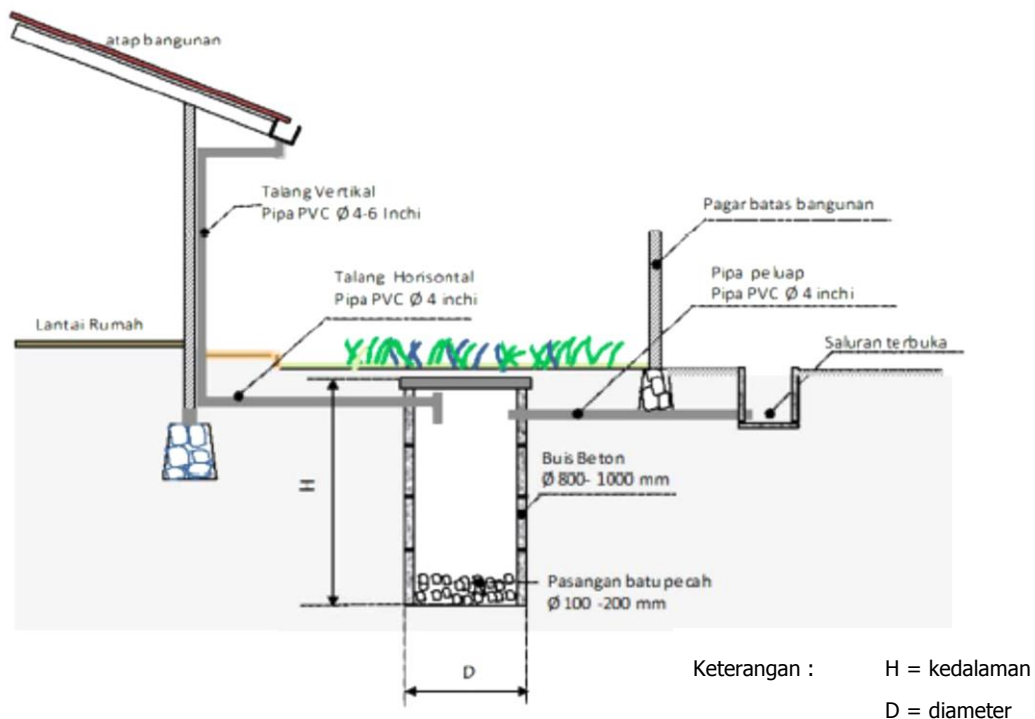 atap bangunan
Talang Vertikal
Pipa PVC Ø 4-6 Inchi
Pagar batas bangunan
Talang Horisontal
Pipa PVC Ø 4 inchi
Pipa peluap
Pipa PVC Ø 4 inchi
Lantai Rumah
Saluran terbuka
Buis Beton
Ø 800- 1000 mm
H
Pasangan batu pecah
Ø 100 -200 mm
D
Keterangan : H = kedalaman
D = diameter